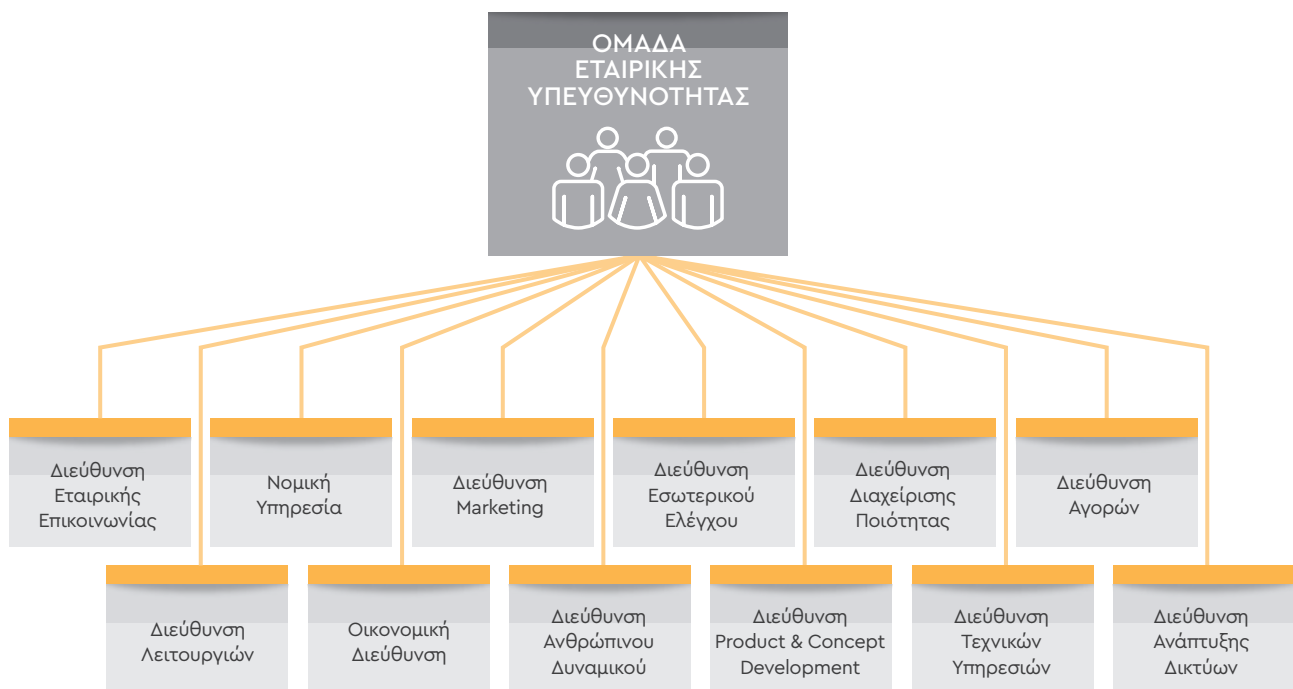 ΟΜΑΔΑ
ΕΤΑΙΡΙΚΗΣ
ΥΠΕΥΘΥΝΟΤΗΤΑΣ
Διεύθυνση
Εταιρικής
Επικοινωνίας
Νομική
Υπηρεσία
Διεύθυνση
Marketing
Διεύθυνση
Εσωτερικού
Ελέγχου
Διεύθυνση
Διαχείρισης
Ποιότητας
Διεύθυνση
Αγορών
Διεύθυνση
Λειτουργιών
Οικονομική
Διεύθυνση
Διεύθυνση
Ανθρώπινου
Δυναμικού
Διεύθυνση
Product & Concept
Development
Διεύθυνση
Τεχνικών
Υπηρεσιών
Διεύθυνση
Ανάπτυξης
Δικτύων